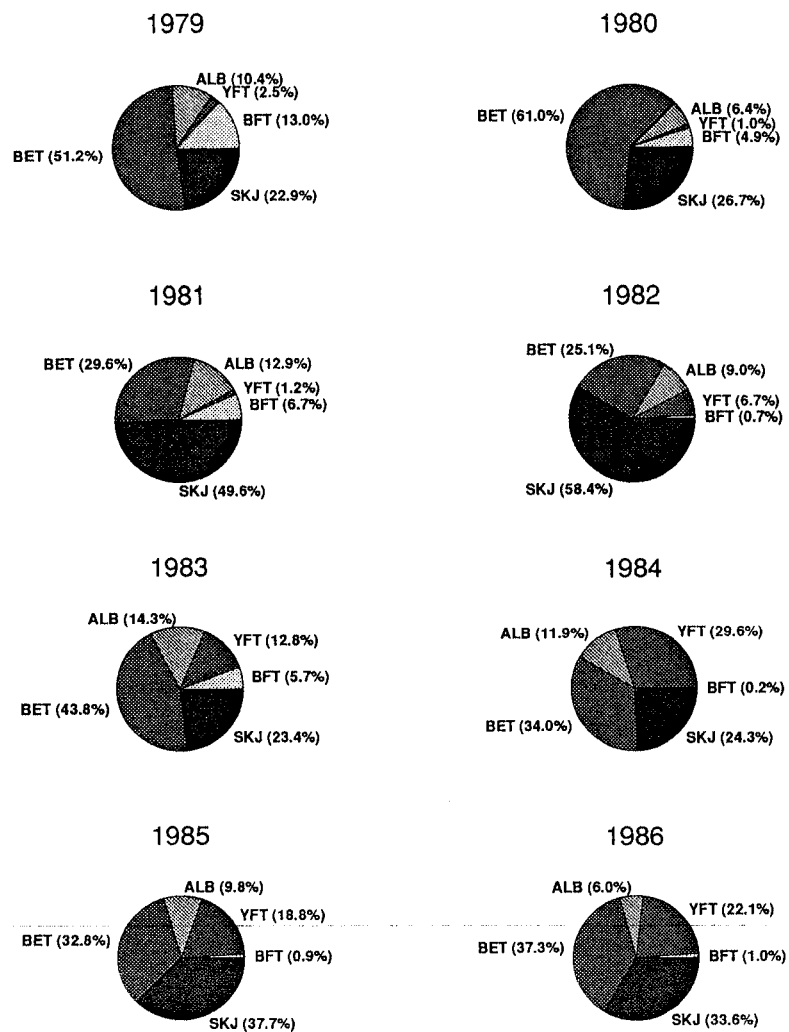 1979
ALB (10.4%)
YFT (2.5%)
BFT (13.0%)
BET (51.2%)
SKJ (22.9%)
1980
BET (61.0%)
ALB (6.4%)
YFT (1.0%)
BFT (4.9%)
SKJ (26.7%)
1981
BET (29.6%)
ALB (12.9%)
YFT (1.2%)
BFT (6.7%)
SKJ (49.6%)
1982
BET (25.1%)
ALB (9.0%)
YFT (6.7%)
BFT (0.7%)
SKJ (58.4%)
1983
ALB (14.3%)
YFT (12.8%)
BFT (5.7%)
BET (43.8%)
SKJ (23.4%)
1984
ALB (11.9%)
YFT (29.6%)
BFT (0.2%)
BET (34.0%)
SKJ (24.3%)
1985
ALB (9.8%)
YFT (18.8%)
BET (32.8%)
BFT (0.9%)
SKJ (37.7%)
1986
ALB (6.0%)
YFT (22.1%)
BET (37.3%)
BFT (1.0%)
SKJ (33.6%)